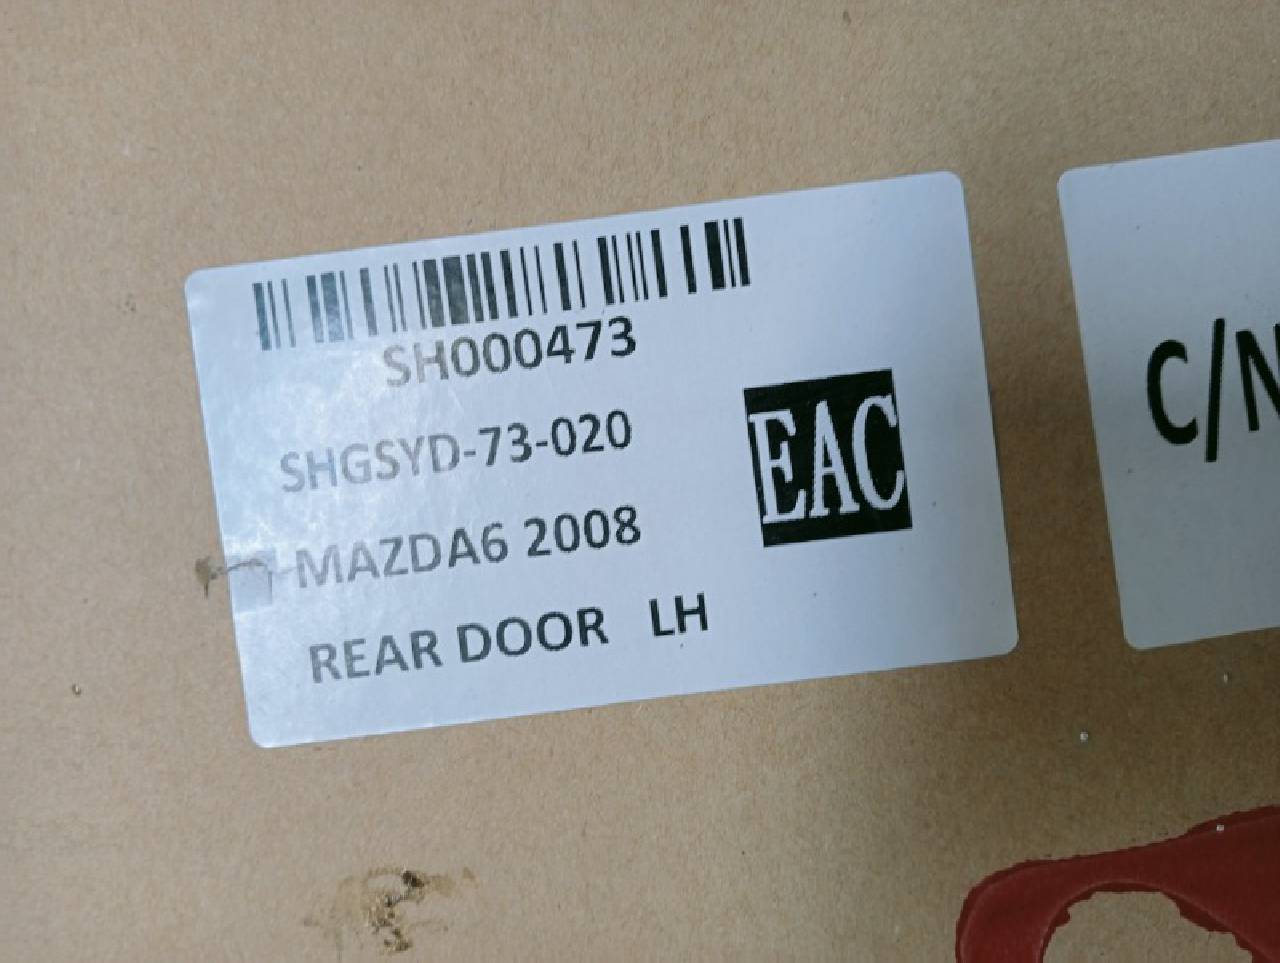 SH000473
SHGSYD-73-020
MAZDA6 2008
REAR DOOR LH
EAC
C/N